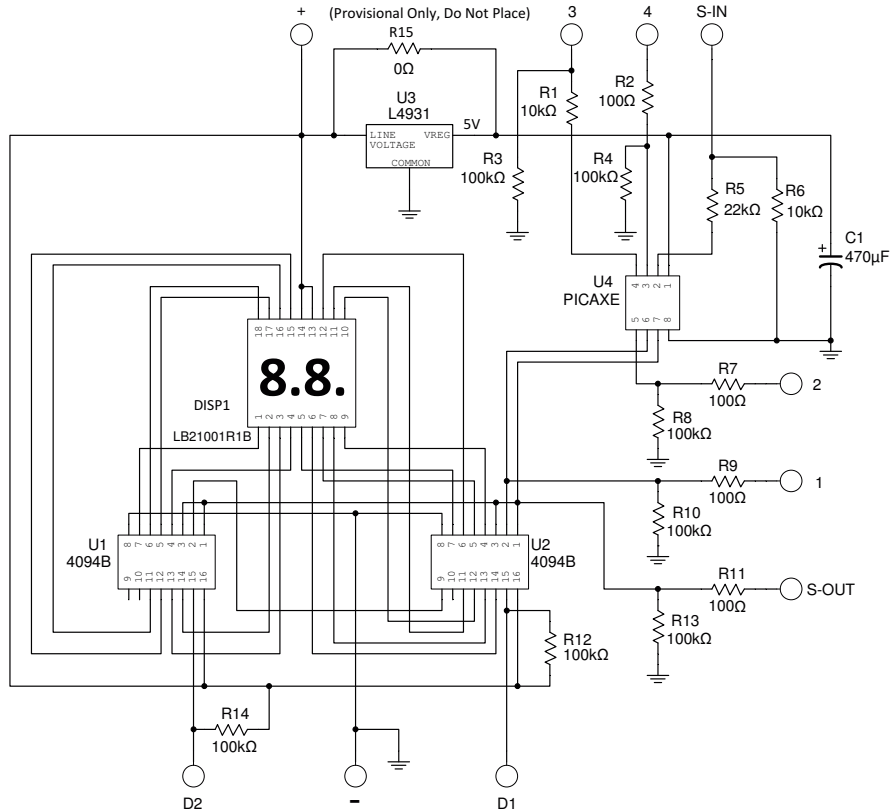 + (Provisional Only, Do Not Place) 3 4 S-IN
R15
0Ω
U3
L4931
5V
LINE VREG
VOLTAGE
COMMON
R1
10kΩ
R2
100Ω
R3
100kΩ
R4
100kΩ
R5
22kΩ
R6
10kΩ
C1
+
470µF
U4
PICAXE
4 3 2 1
5 6 7 8
18 17 16 15 14 13 12 11 10
8.8.
DISP1
LB21001R1B
1 2 3 4 5 6 7 8 9
R7
100Ω
2
R8
100kΩ
R9
100Ω
1
R10
100kΩ
U1
4094B
8 7 6 5 4 3 2 1
9 10 11 12 13 14 15 16
U2
4094B
8 7 6 5 4 3 2 1
9 10 11 12 13 14 15 16
R11
100Ω
S-OUT
R13
100kΩ
R12
100kΩ
R14
100kΩ
D2 - D1